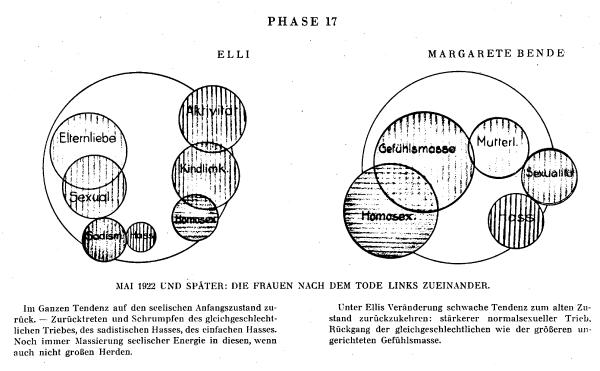 PHASE 17
ELLI
MARGARETE BENDE
Aktivität
Elternliebe
Kindlmk.
Sexual.
Homosex.
Sadism.
Hass
Gefühlsmasse
Mutterl.
Sexualität
Homosex.
Hass
MAI 1922 UND SPÄTER: DIE FRAUEN NACH DEM TODE LINKS ZUEINANDER.
Im Ganzen Tendenz auf den seelischen Anfangszustand zu-
rück. — Zurücktreten und Schrumpfen des gleichgeschlecht-
lichen Triebes, des sadistischen Hasses, des einfachen Hasses.
Noch immer Massierung seelischer Energie in diesen, wenn
auch nicht großen Herden.
Unter Ellis Veränderung schwache Tendenz zum alten Zu-
stand zurückzukehren: stärkerer normalsexueller Trieb.
Rückgang der gleichgeschlechtlichen wie der größeren un-
gerichteten Gefühlsmasse.